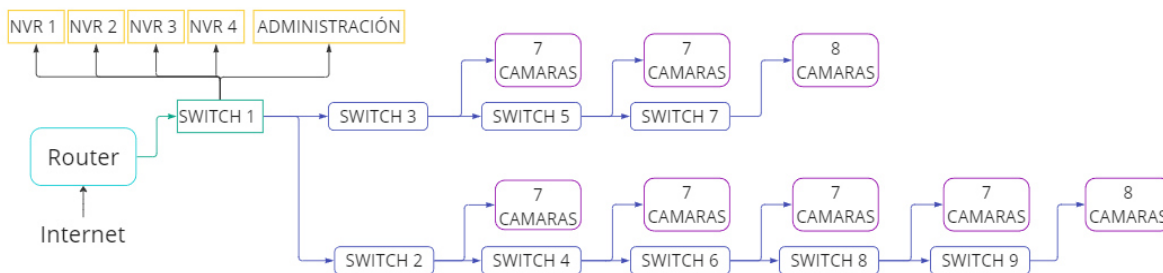 NVR 1
NVR 2
NVR 3
NVR 4
ADMINISTRACIÓN
7
CAMARAS
7
CAMARAS
8
CAMARAS
SWITCH 1
SWITCH 3
SWITCH 5
SWITCH 7
Router
Internet
7
CAMARAS
7
CAMARAS
7
CAMARAS
7
CAMARAS
8
CAMARAS
SWITCH 2
SWITCH 4
SWITCH 6
SWITCH 8
SWITCH 9